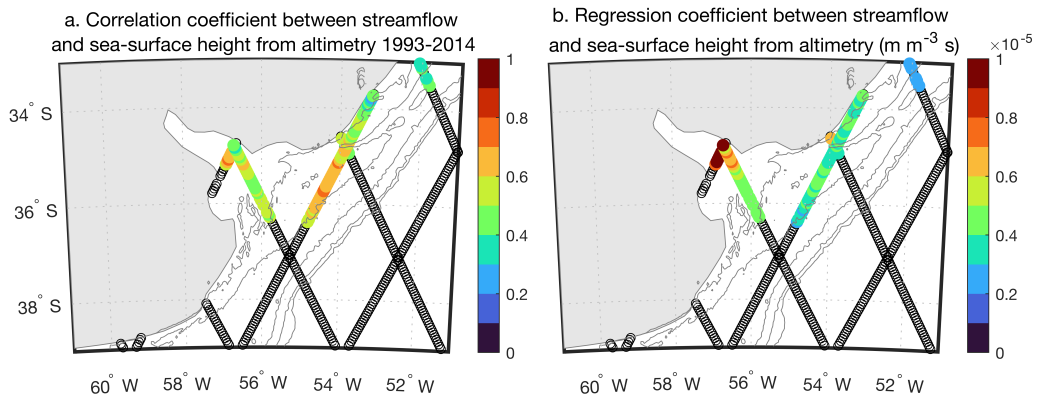 a. Correlation coefficient between streamflow
and sea-surface height from altimetry 1993-2014
b. Regression coefficient between streamflow
and sea-surface height from altimetry (m m⁻³ s)
×10⁻⁵
1
0.8
0.6
0.4
0.2
0
1
0.8
0.6
0.4
0.2
0
34° S
36° S
38° S
60° W
58° W
56° W
54° W
52° W
60° W
58° W
56° W
54° W
52° W